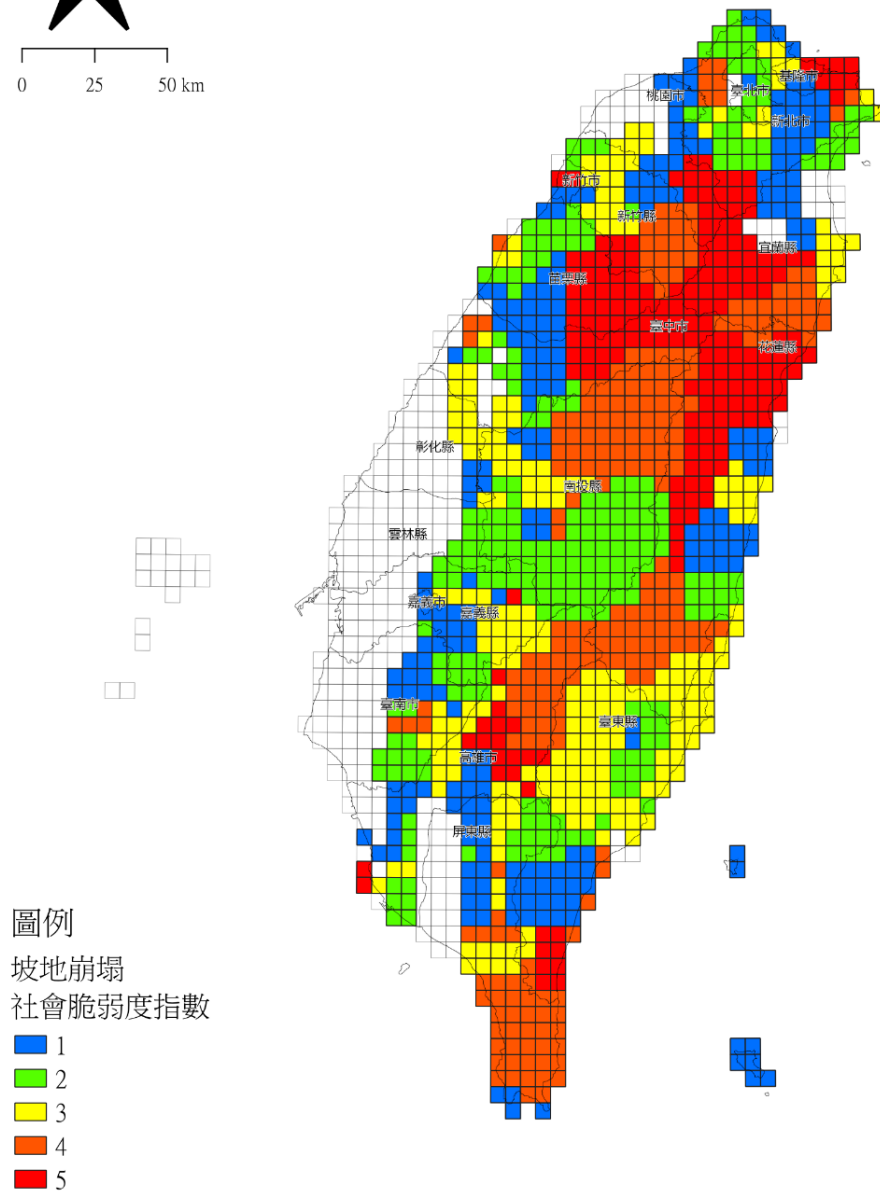 0 25 50 km
基隆市
臺北市
桃園市
新北市
新竹市
新竹縣
宜蘭縣
苗栗縣
臺中市
花蓮縣
彰化縣
南投縣
雲林縣
嘉義市
嘉義縣
臺南市
臺東縣
高雄市
屏東縣
圖例
坡地崩塌
社會脆弱度指數
1
2
3
4
5